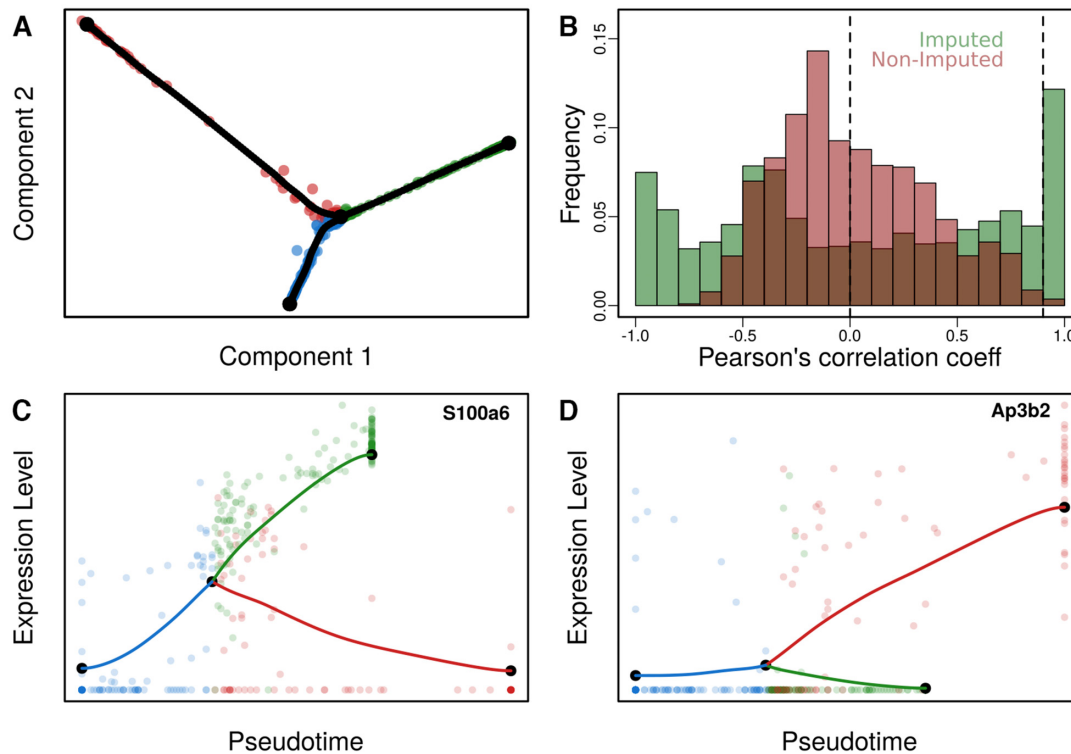 A
Component 2
Component 1
B
Imputed
Non-Imputed
Frequency
0.15
0.10
0.05
0.00
-1.0
-0.5
0.0
0.5
1.0
Pearson's correlation coeff
C
S100a6
Expression Level
Pseudotime
D
Ap3b2
Expression Level
Pseudotime